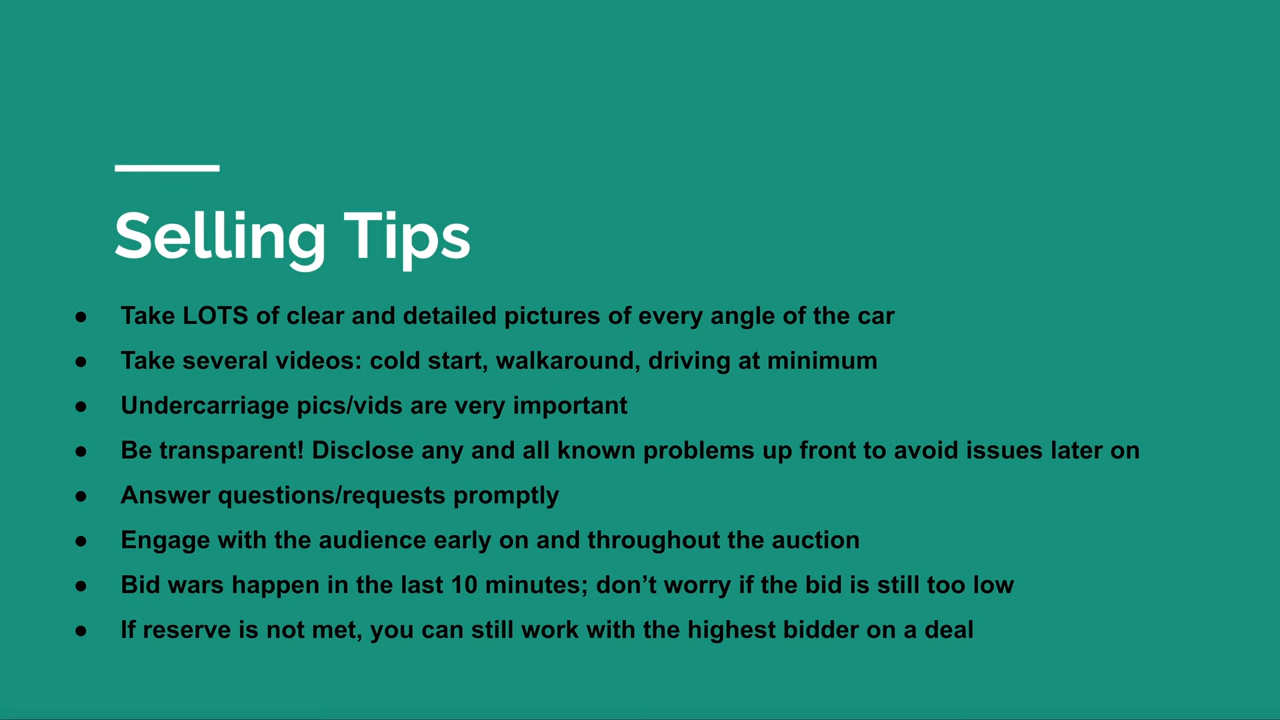 Selling Tips
● Take LOTS of clear and detailed pictures of every angle of the car
● Take several videos: cold start, walkaround, driving at minimum
● Undercarriage pics/vids are very important
● Be transparent! Disclose any and all known problems up front to avoid issues later on
● Answer questions/requests promptly
● Engage with the audience early on and throughout the auction
● Bid wars happen in the last 10 minutes; don’t worry if the bid is still too low
● If reserve is not met, you can still work with the highest bidder on a deal